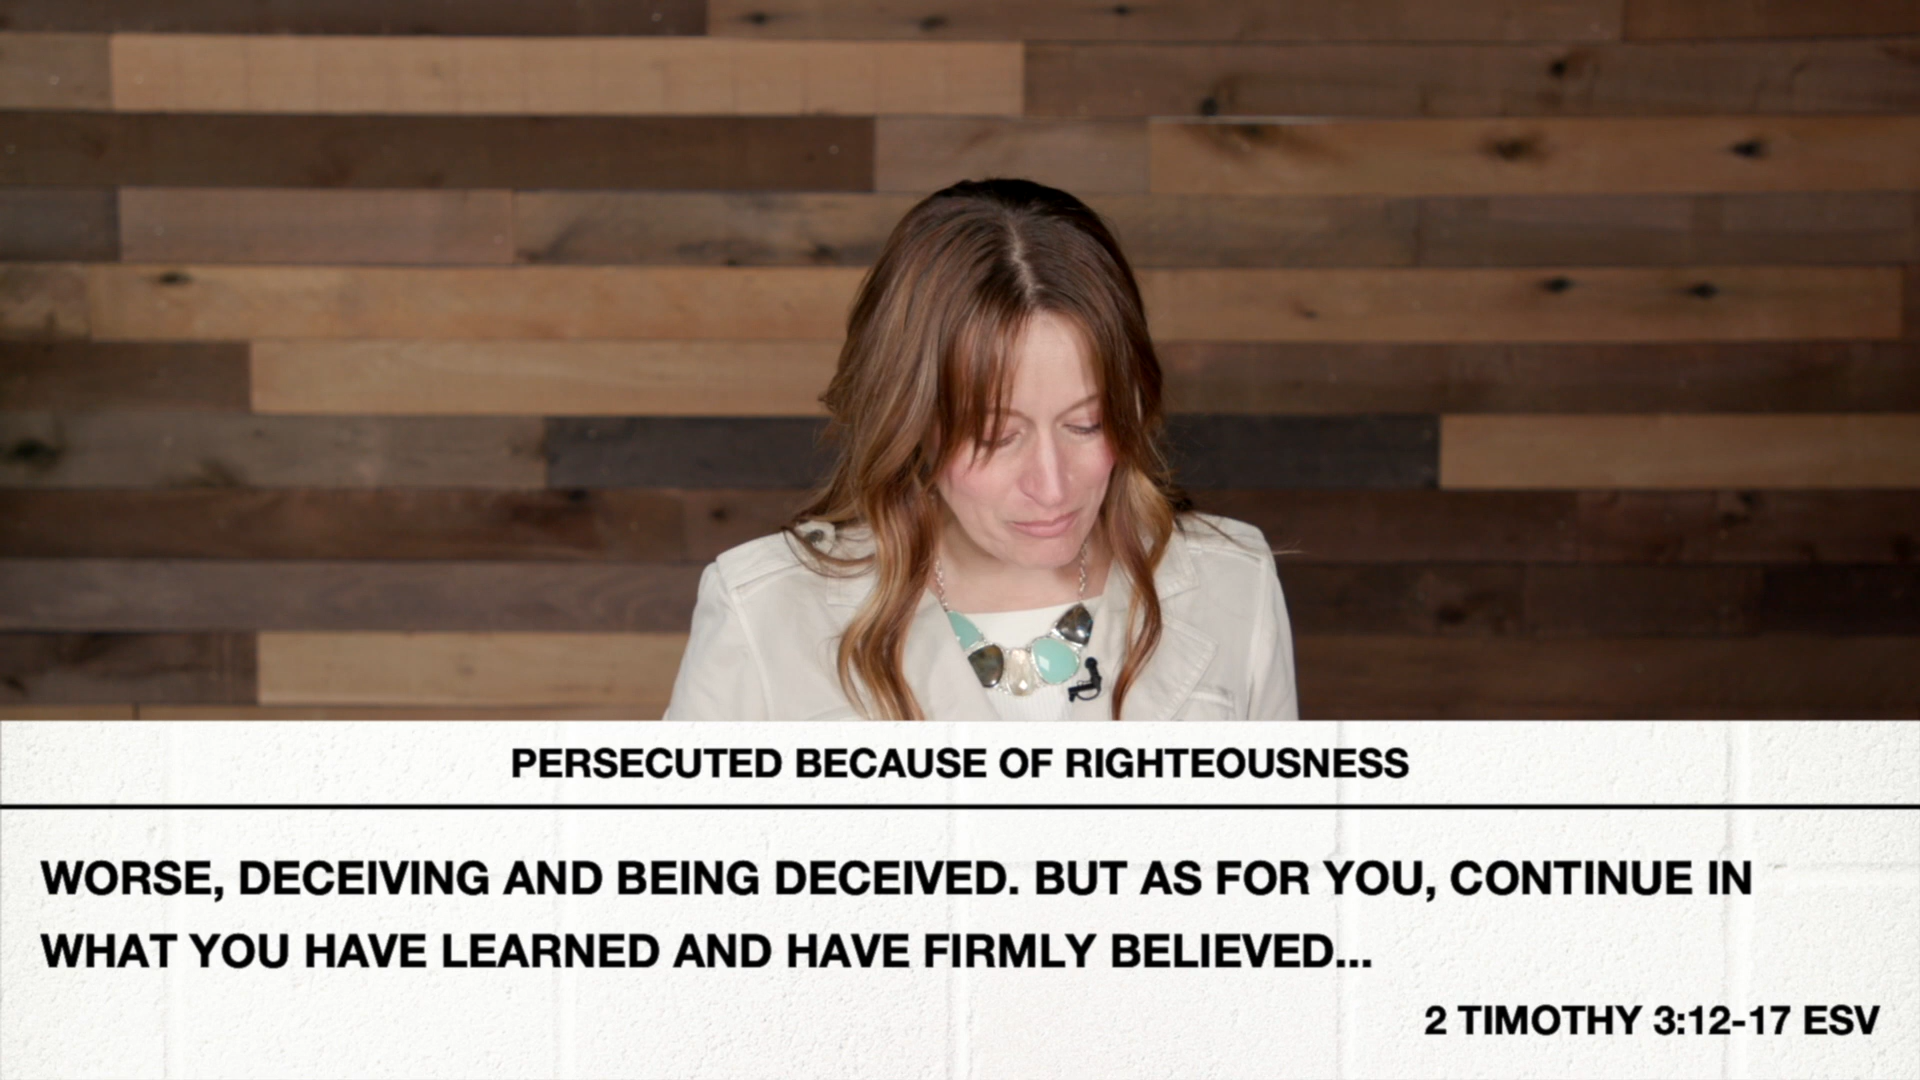 PERSECUTED BECAUSE OF RIGHTEOUSNESS
WORSE, DECEIVING AND BEING DECEIVED. BUT AS FOR YOU, CONTINUE IN
WHAT YOU HAVE LEARNED AND HAVE FIRMLY BELIEVED...
2 TIMOTHY 3:12-17 ESV